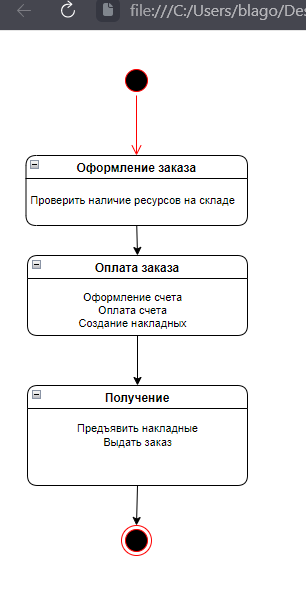 file:///C:/Users/blago/Des
Оформление заказа
Проверить наличие ресурсов на складе
Оплата заказа
Оформление счета
Оплата счета
Создание накладных
Получение
Предъявить накладные
Выдать заказ